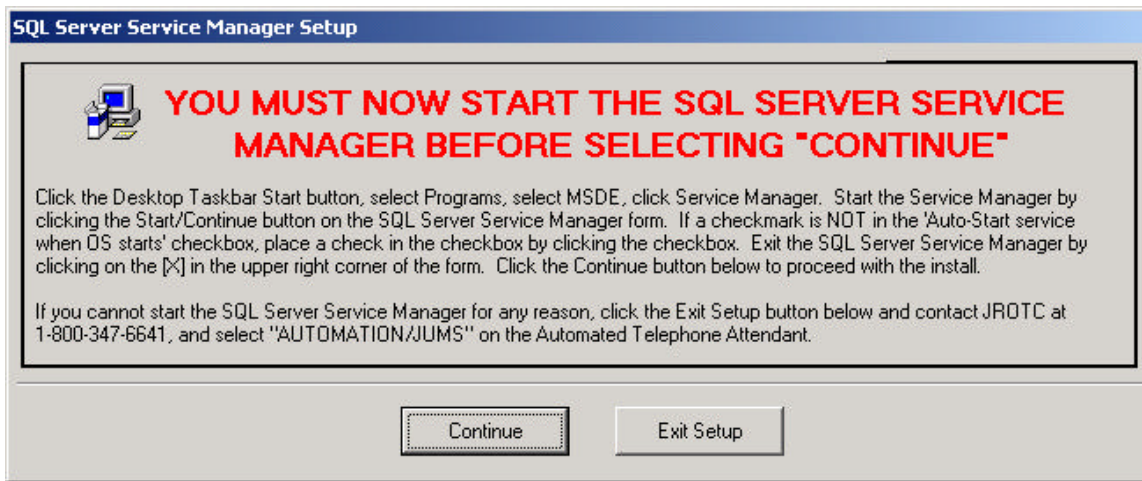 SQL Server Service Manager Setup
YOU MUST NOW START THE SQL SERVER SERVICE
MANAGER BEFORE SELECTING "CONTINUE"
Click the Desktop Taskbar Start button, select Programs, select MSDE, click Service Manager.  Start the Service Manager by
clicking the Start/Continue button on the SQL Server Service Manager form.  If a checkmark is NOT in the 'Auto-Start service
when OS starts' checkbox, place a check in the checkbox by clicking the checkbox.  Exit the SQL Server Service Manager by
clicking on the [X] in the upper right corner of the form.  Click the Continue button below to proceed with the install.
If you cannot start the SQL Server Service Manager for any reason, click the Exit Setup button below and contact JROTC at
1-800-347-6641, and select "AUTOMATION/JUMS" on the Automated Telephone Attendant.
Continue
Exit Setup